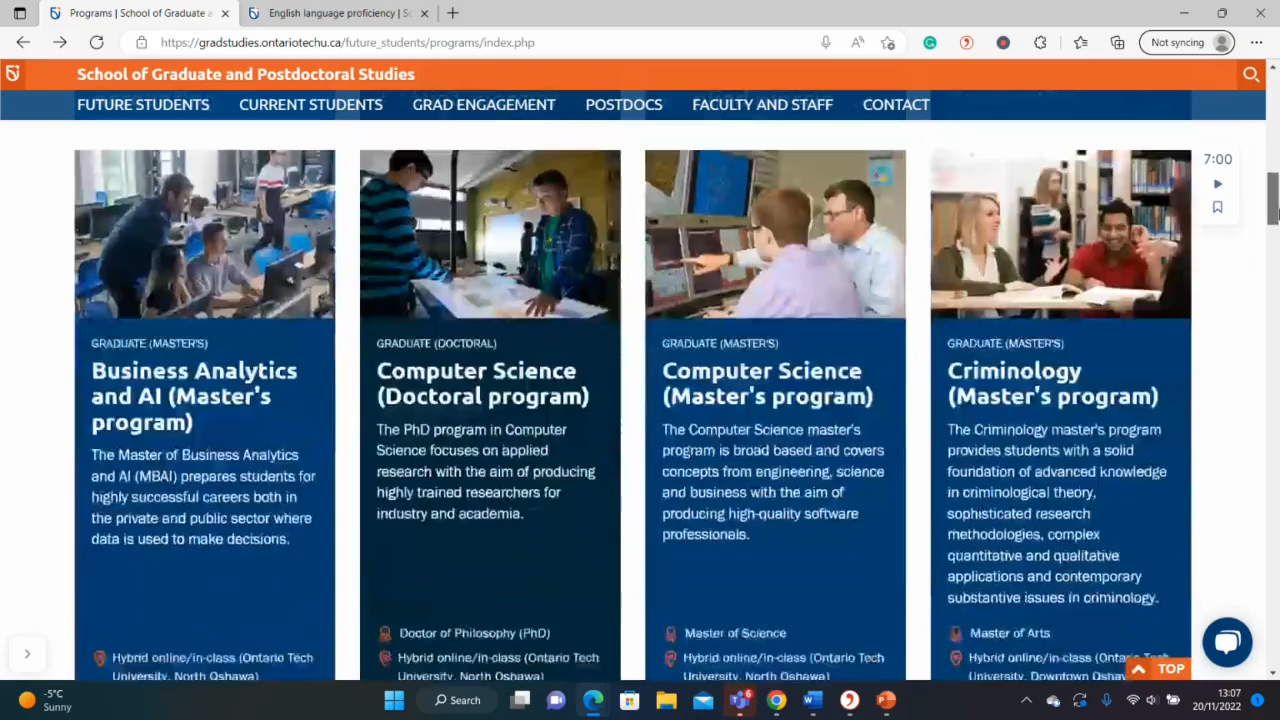 Programs | School of Graduate a
English language proficiency | Sc
https://gradstudies.ontariotechu.ca/future_students/programs/index.php
Not syncing
School of Graduate and Postdoctoral Studies
FUTURE STUDENTS
CURRENT STUDENTS
GRAD ENGAGEMENT
POSTDOCS
FACULTY AND STAFF
CONTACT
7:00
GRADUATE (MASTER'S)
Business Analytics
and AI (Master's
program)
The Master of Business Analytics
and AI (MBAI) prepares students for
highly successful careers both in
the private and public sector where
data is used to make decisions.
Hybrid online/in-class (Ontario Tech
University, North Oshawa)
GRADUATE (DOCTORAL)
Computer Science
(Doctoral program)
The PhD program in Computer
Science focuses on applied
research with the aim of producing
highly trained researchers for
industry and academia.
Doctor of Philosophy (PhD)
Hybrid online/in-class (Ontario Tech
University, North Oshawa)
GRADUATE (MASTER'S)
Computer Science
(Master's program)
The Computer Science master's
program is broad based and covers
concepts from engineering, science
and business with the aim of
producing high-quality software
professionals.
Master of Science
Hybrid online/in-class (Ontario Tech
University, North Oshawa)
GRADUATE (MASTER'S)
Criminology
(Master's program)
The Criminology master's program
provides students with a solid
foundation of advanced knowledge
in criminological theory,
sophisticated research
methodologies, complex
quantitative and qualitative
applications and contemporary
substantive issues in criminology.
Master of Arts
Hybrid online/in-class (Ontario Tech
University, Downtown Oshawa)
TOP
-5°C
Sunny
Search
6
13:07
20/11/2022
1